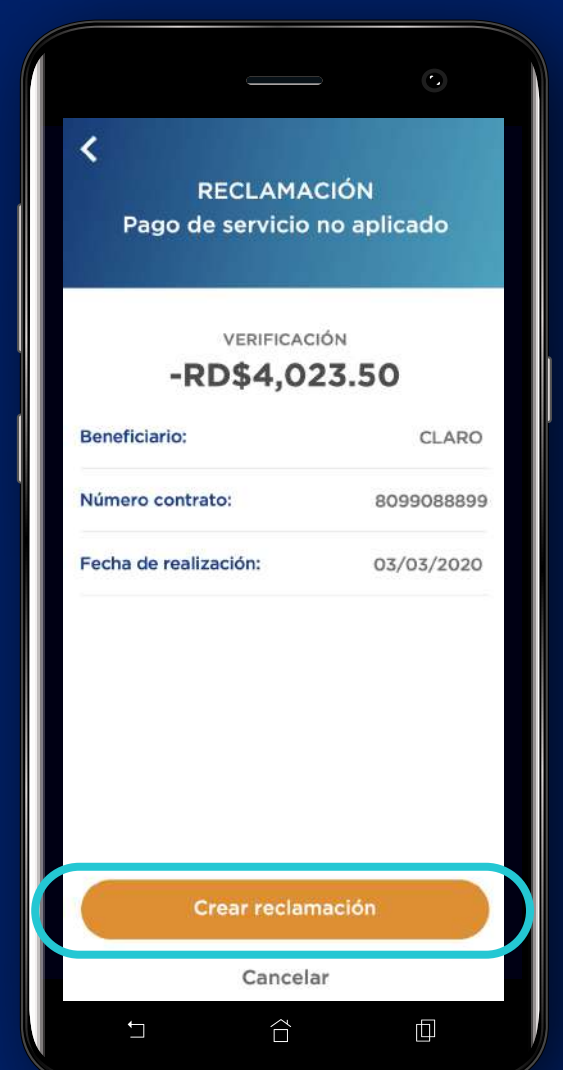 RECLAMACIÓN
Pago de servicio no aplicado
VERIFICACIÓN
-RD$4,023.50
Beneficiario: CLARO
Número contrato: 8099088899
Fecha de realización: 03/03/2020
Crear reclamación
Cancelar